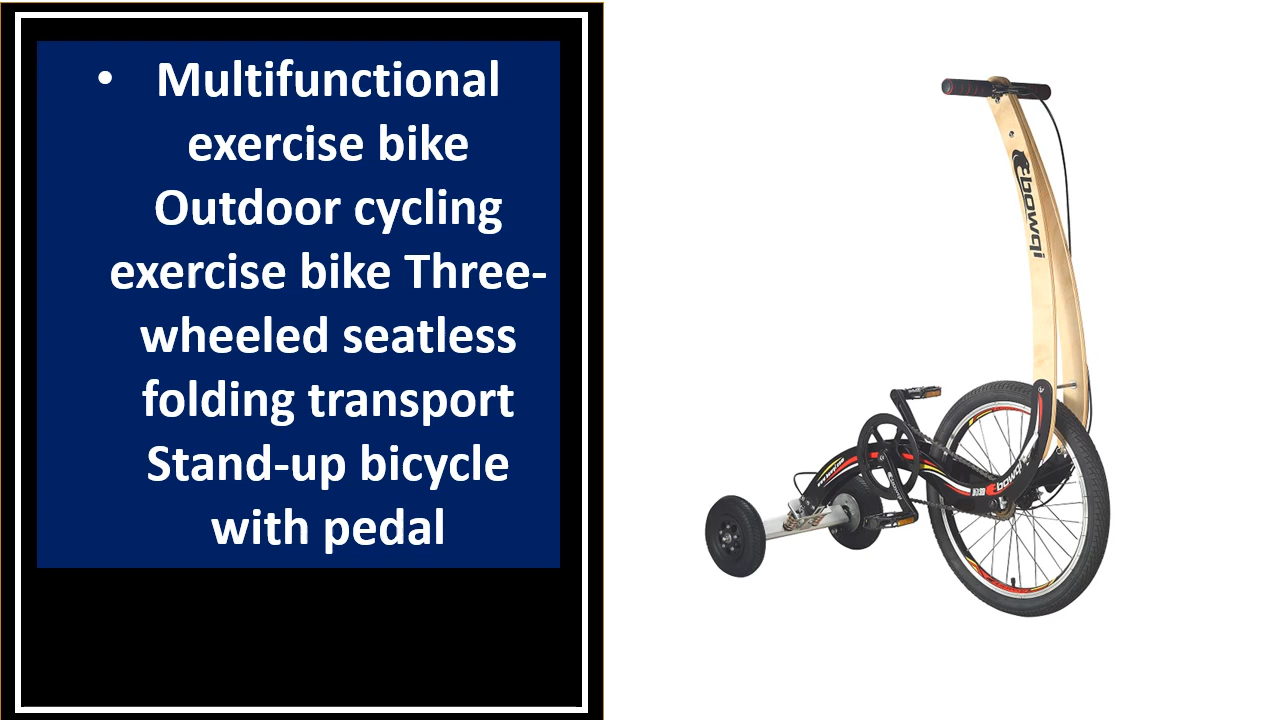 • Multifunctional
exercise bike
Outdoor cycling
exercise bike Three-
wheeled seatless
folding transport
Stand-up bicycle
with pedal
bowqi
bowqi